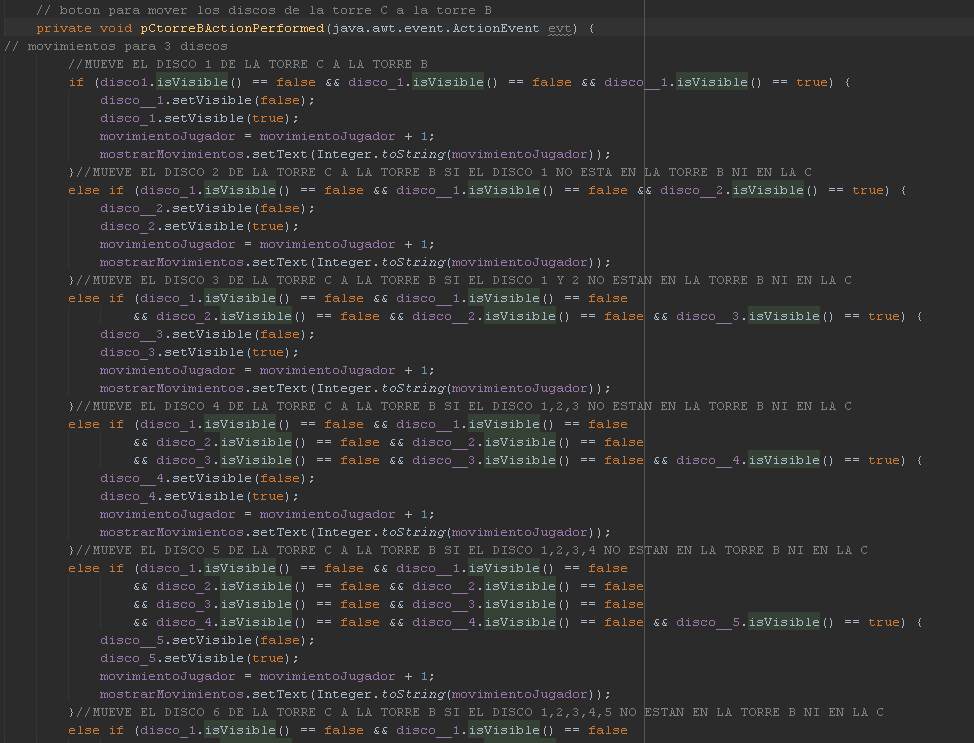 // boton para mover los discos de la torre C a la torre B
private void pCtorreBActionPerformed(java.awt.event.ActionEvent evt) {
// movimientos para 3 discos
//MUEVE EL DISCO 1 DE LA TORRE C A LA TORRE B
if (disco1.isVisible() == false && disco_1.isVisible() == false && disco__1.isVisible() == true) {
disco__1.setVisible(false);
disco_1.setVisible(true);
movimientoJugador = movimientoJugador + 1;
mostrarMovimientos.setText(Integer.toString(movimientoJugador));
}//MUEVE EL DISCO 2 DE LA TORRE C A LA TORRE B SI EL DISCO 1 NO ESTA EN LA TORRE B NI EN LA C
else if (disco_1.isVisible() == false && disco__1.isVisible() == false && disco__2.isVisible() == true) {
disco__2.setVisible(false);
disco_2.setVisible(true);
movimientoJugador = movimientoJugador + 1;
mostrarMovimientos.setText(Integer.toString(movimientoJugador));
}//MUEVE EL DISCO 3 DE LA TORRE C A LA TORRE B SI EL DISCO 1 Y 2 NO ESTAN EN LA TORRE B NI EN LA C
else if (disco_1.isVisible() == false && disco__1.isVisible() == false
&& disco_2.isVisible() == false && disco__2.isVisible() == false && disco__3.isVisible() == true) {
disco__3.setVisible(false);
disco_3.setVisible(true);
movimientoJugador = movimientoJugador + 1;
mostrarMovimientos.setText(Integer.toString(movimientoJugador));
}//MUEVE EL DISCO 4 DE LA TORRE C A LA TORRE B SI EL DISCO 1,2,3 NO ESTAN EN LA TORRE B NI EN LA C
else if (disco_1.isVisible() == false && disco__1.isVisible() == false
&& disco_2.isVisible() == false && disco__2.isVisible() == false
&& disco_3.isVisible() == false && disco__3.isVisible() == false && disco__4.isVisible() == true) {
disco__4.setVisible(false);
disco_4.setVisible(true);
movimientoJugador = movimientoJugador + 1;
mostrarMovimientos.setText(Integer.toString(movimientoJugador));
}//MUEVE EL DISCO 5 DE LA TORRE C A LA TORRE B SI EL DISCO 1,2,3,4 NO ESTAN EN LA TORRE B NI EN LA C
else if (disco_1.isVisible() == false && disco__1.isVisible() == false
&& disco_2.isVisible() == false && disco__2.isVisible() == false
&& disco_3.isVisible() == false && disco__3.isVisible() == false
&& disco_4.isVisible() == false && disco__4.isVisible() == false && disco__5.isVisible() == true) {
disco__5.setVisible(false);
disco_5.setVisible(true);
movimientoJugador = movimientoJugador + 1;
mostrarMovimientos.setText(Integer.toString(movimientoJugador));
}//MUEVE EL DISCO 6 DE LA TORRE C A LA TORRE B SI EL DISCO 1,2,3,4,5 NO ESTAN EN LA TORRE B NI EN LA C
else if (disco_1.isVisible() == false && disco__1.isVisible() == false